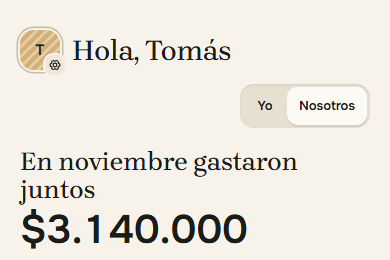 T
Hola, Tomás
Yo Nosotros
En noviembre gastaron
juntos
$3.140.000